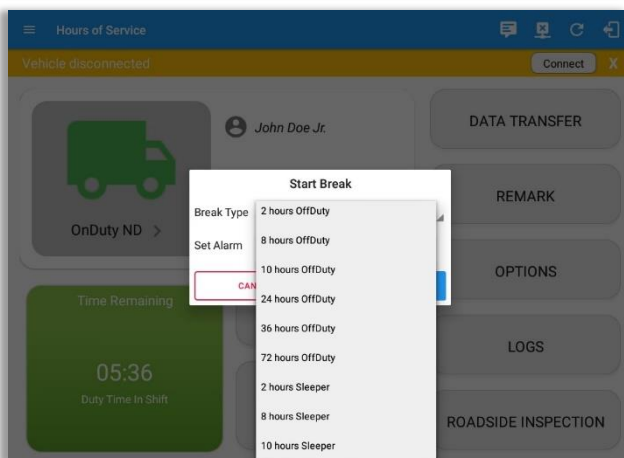 Hours of Service
Vehicle disconnected
Connect
X
John Doe Jr.
OnDuty ND >
DATA TRANSFER
REMARK
OPTIONS
LOGS
ROADSIDE INSPECTION
Start Break
Break Type
Set Alarm
CAN
2 hours OffDuty
8 hours OffDuty
10 hours OffDuty
24 hours OffDuty
36 hours OffDuty
72 hours OffDuty
2 hours Sleeper
8 hours Sleeper
10 hours Sleeper
Time Remaining
05:36
Duty Time In Shift